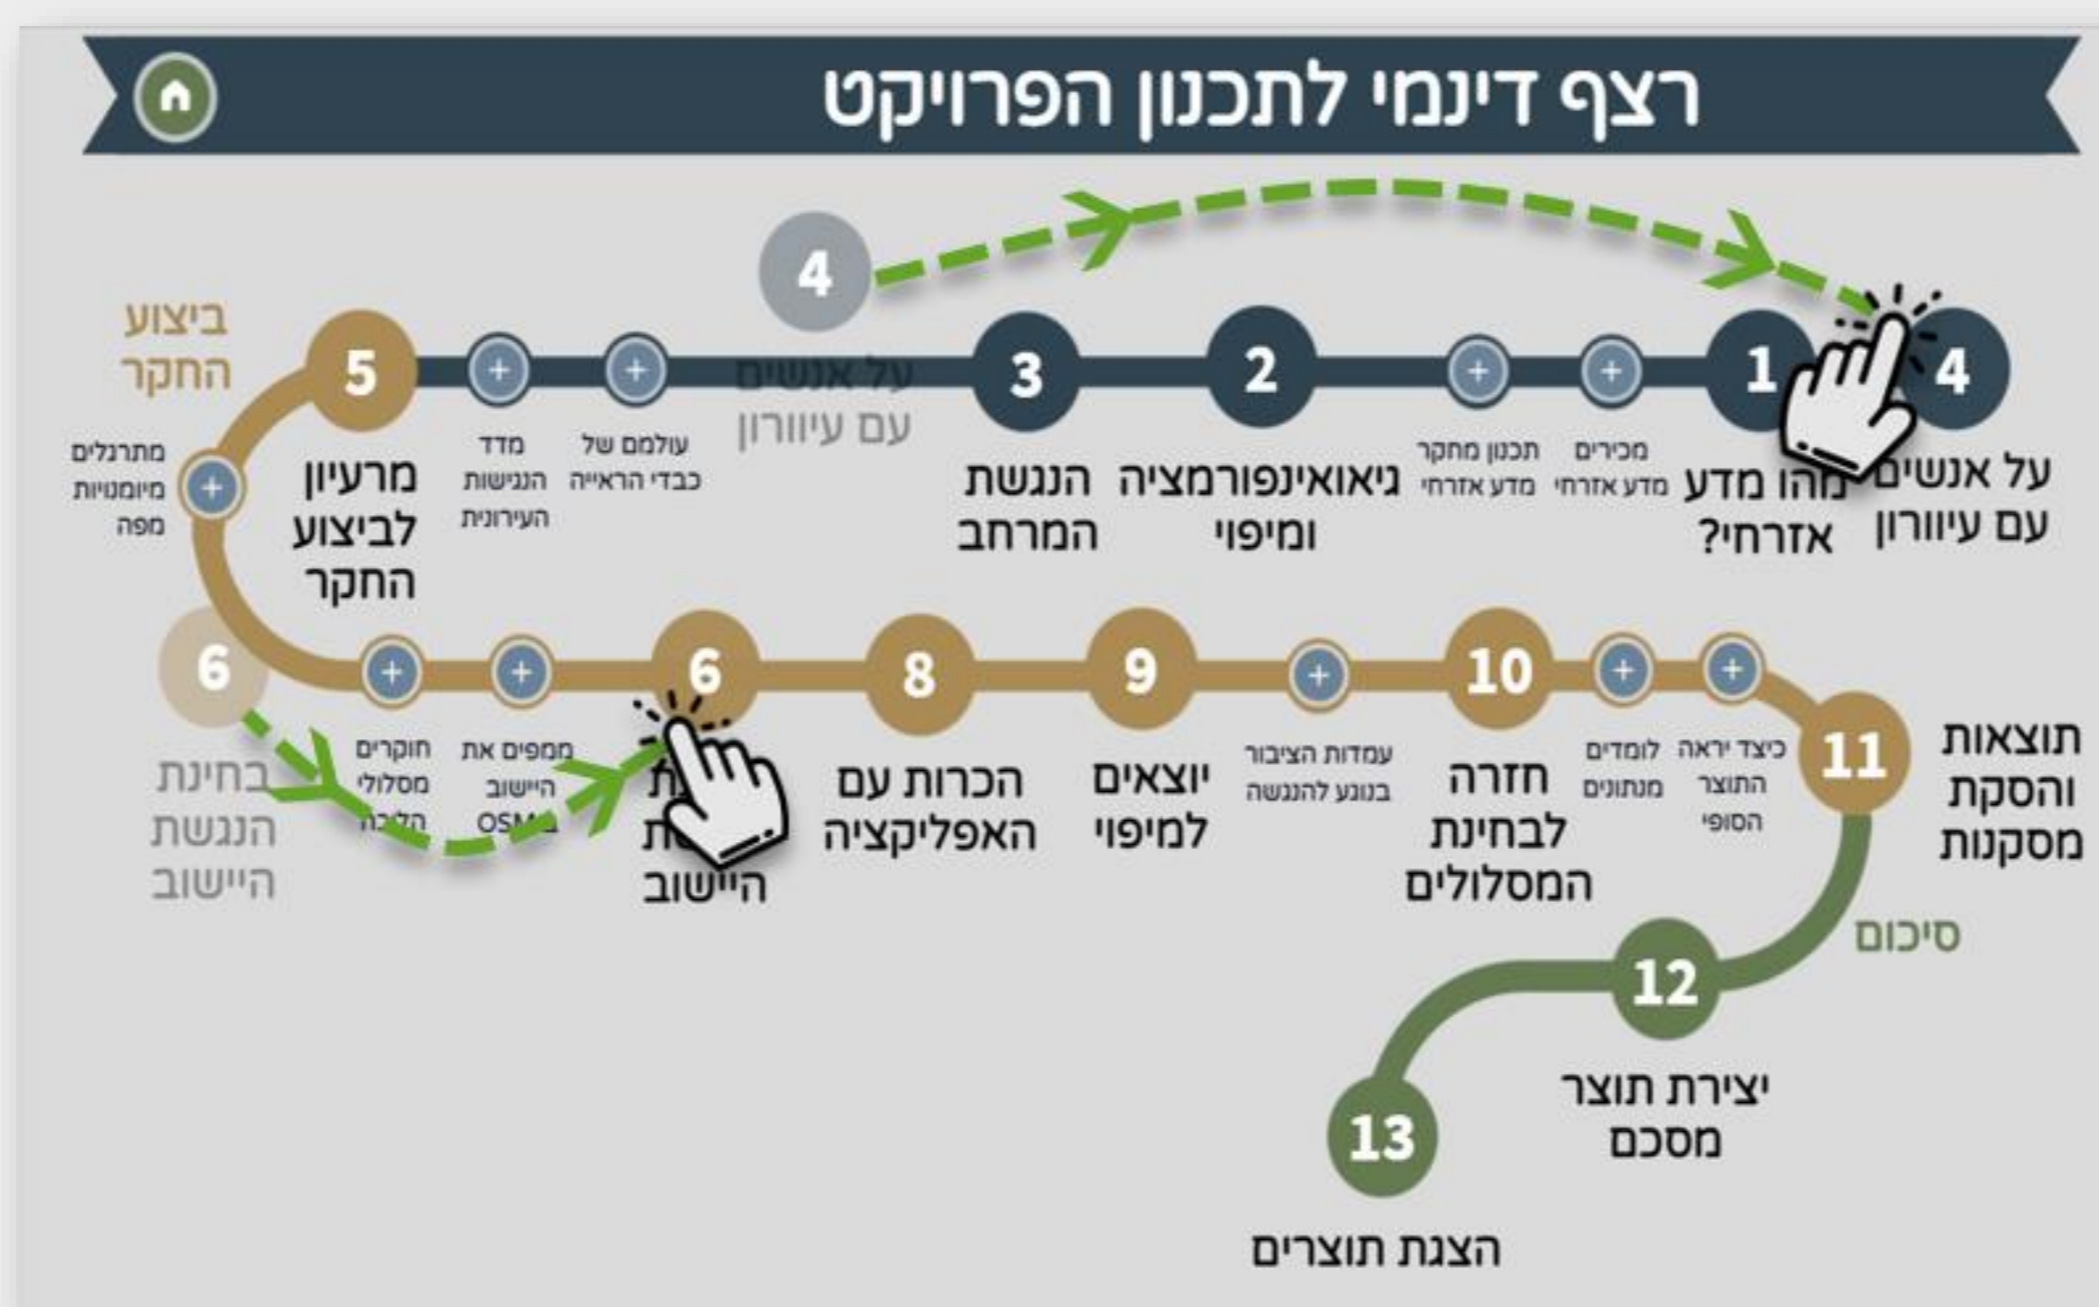 רצף דינמי לתכנון הפרויקט
4
על אנשים
עם עיוורון
4
על אנשים
עם עיוורון
1
מהו מדע
אזרחי?
+
מכירים
מדע אזרחי
+
תכנון מחקר
מדע אזרחי
2
גיאואינפורמציה
ומיפוי
3
הנגשת
המרחב
+
עולמם של
כבדי הראייה
+
מדד
הנגישות
העירונית
ביצוע
החקר
5
מרעיון
לביצוע
החקר
+
מתרגלים
מיומנויות
מפה
6
בחינת
הנגשת
היישוב
+
חוקרים
מסלולי
הליכה
+
ממפים את
היישוב
ב OSM
6
היישוב
8
הכרות עם
האפליקציה
9
יוצאים
למיפוי
+
עמדות הציבור
בנוגע להנגשה
10
חזרה
לבחינת
המסלולים
+
לומדים
מנתונים
+
כיצד יראה
התוצר
הסופי
11
תוצאות
והסקת
מסקנות
סיכום
12
יצירת תוצר
מסכם
13
הצגת תוצרים